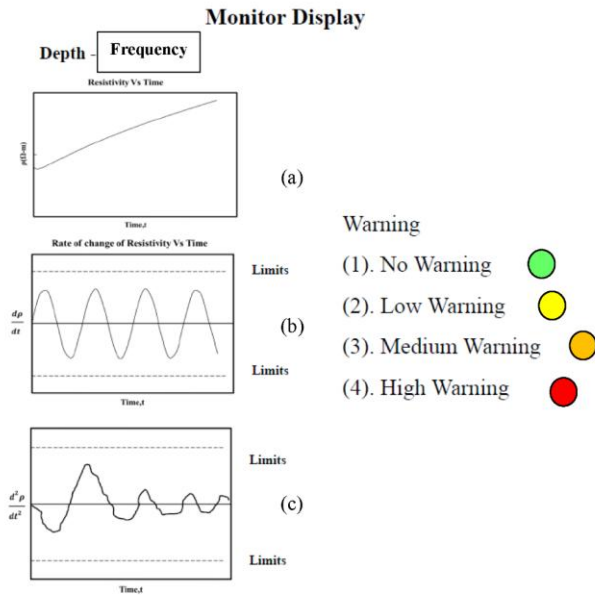 Monitor Display
Depth - Frequency
Resistivity Vs Time
ρ(Ω-m)
Time,t
(a)
Rate of change of Resistivity Vs Time
Limits
dρ
dt
(b)
Limits
Time,t
Limits
d²ρ
dt²
(c)
Limits
Time,t
Warning
(1). No Warning
(2). Low Warning
(3). Medium Warning
(4). High Warning